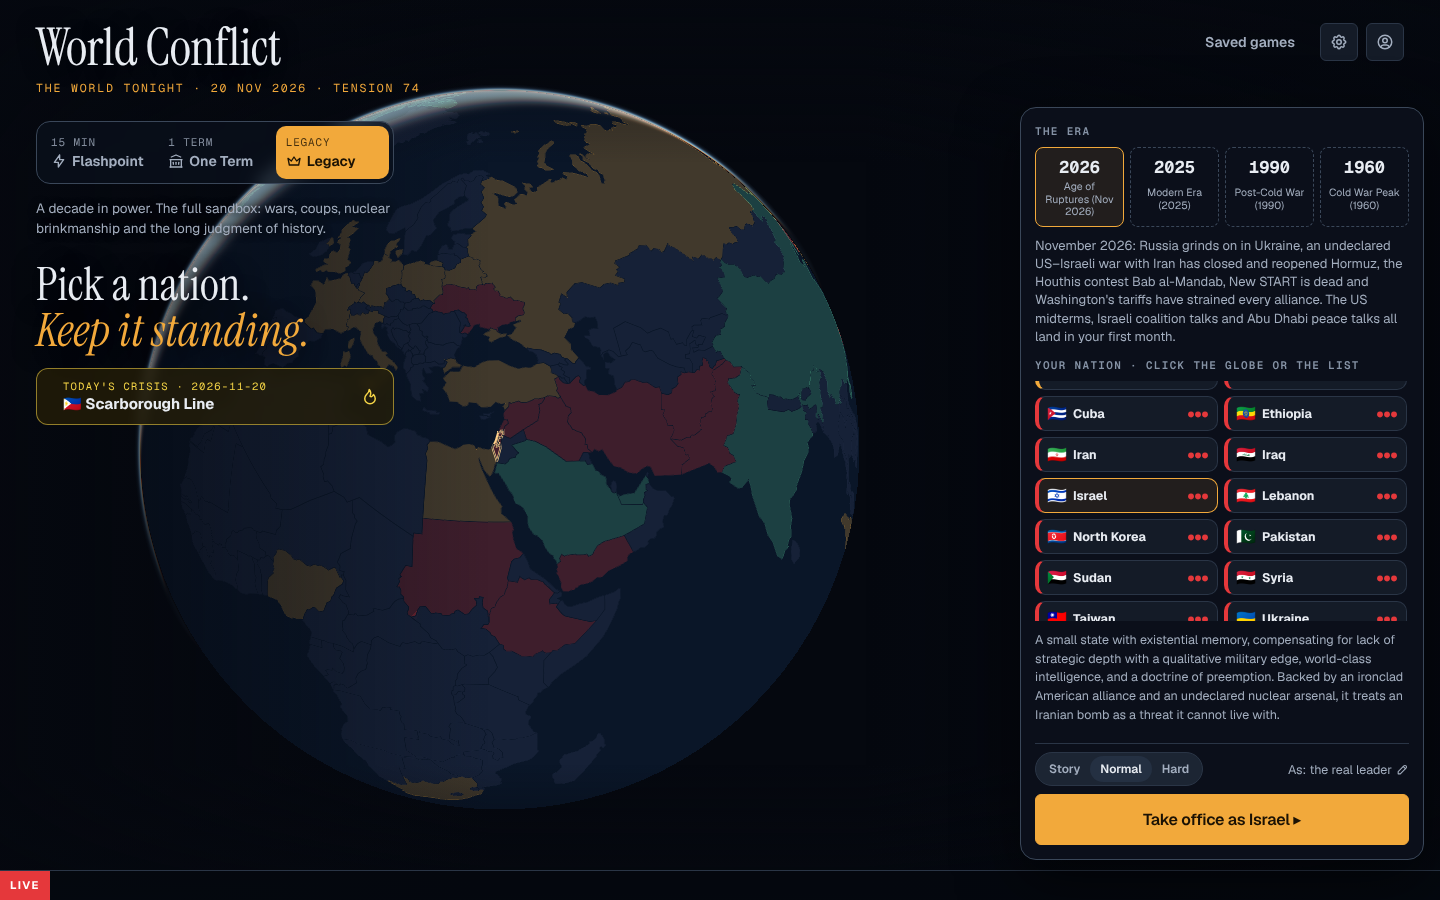 World Conflict
THE WORLD TONIGHT · 20 NOV 2026 · TENSION 74
Saved games
15 MIN
Flashpoint
1 TERM
One Term
LEGACY
Legacy
A decade in power. The full sandbox: wars, coups, nuclear
brinkmanship and the long judgment of history.
Pick a nation.
Keep it standing.
TODAY'S CRISIS · 2026-11-20
Scarborough Line
THE ERA
2026
Age of
Ruptures (Nov
2026)
2025
Modern Era
(2025)
1990
Post-Cold War
(1990)
1960
Cold War Peak
(1960)
November 2026: Russia grinds on in Ukraine, an undeclared
US–Israeli war with Iran has closed and reopened Hormuz, the
Houthis contest Bab al-Mandab, New START is dead and
Washington's tariffs have strained every alliance. The US
midterms, Israeli coalition talks and Abu Dhabi peace talks all
land in your first month.
YOUR NATION · CLICK THE GLOBE OR THE LIST
Cuba
Ethiopia
Iran
Iraq
Israel
Lebanon
North Korea
Pakistan
Sudan
Syria
Taiwan
Ukraine
A small state with existential memory, compensating for lack of
strategic depth with a qualitative military edge, world-class
intelligence, and a doctrine of preemption. Backed by an ironclad
American alliance and an undeclared nuclear arsenal, it treats an
Iranian bomb as a threat it cannot live with.
Story
Normal
Hard
As: the real leader
Take office as Israel ▸
LIVE